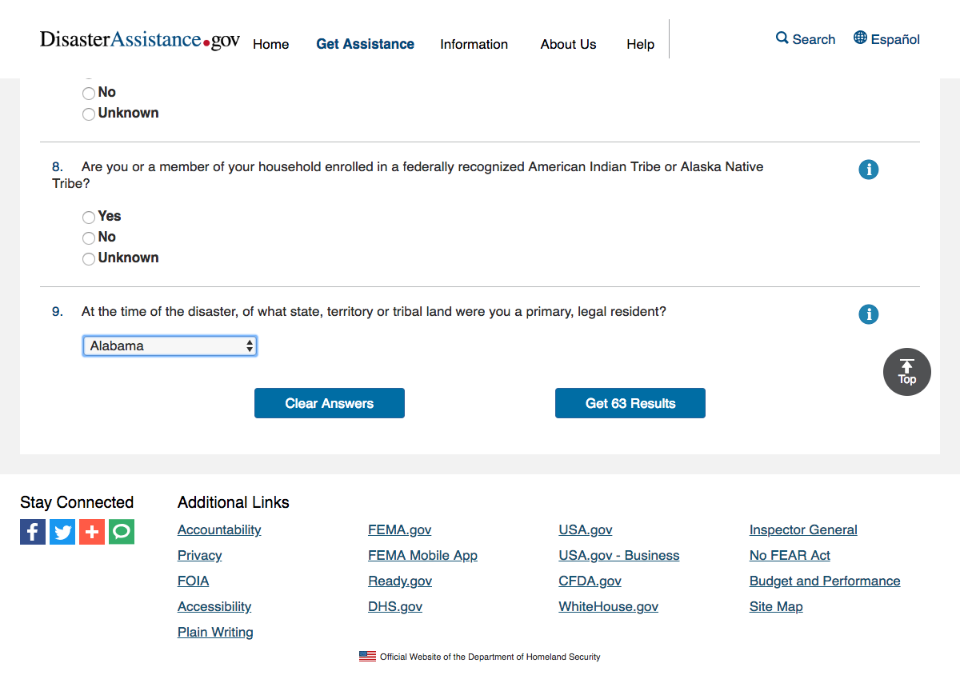 DisasterAssistance.gov Home Get Assistance Information About Us Help Search Español
No
Unknown
8. Are you or a member of your household enrolled in a federally recognized American Indian Tribe or Alaska Native
Tribe?
Yes
No
Unknown
9. At the time of the disaster, of what state, territory or tribal land were you a primary, legal resident?
Alabama
Top
Clear Answers Get 63 Results
Stay Connected Additional Links
Accountability FEMA.gov USA.gov Inspector General
Privacy FEMA Mobile App USA.gov - Business No FEAR Act
FOIA Ready.gov CFDA.gov Budget and Performance
Accessibility DHS.gov WhiteHouse.gov Site Map
Plain Writing
Official Website of the Department of Homeland Security